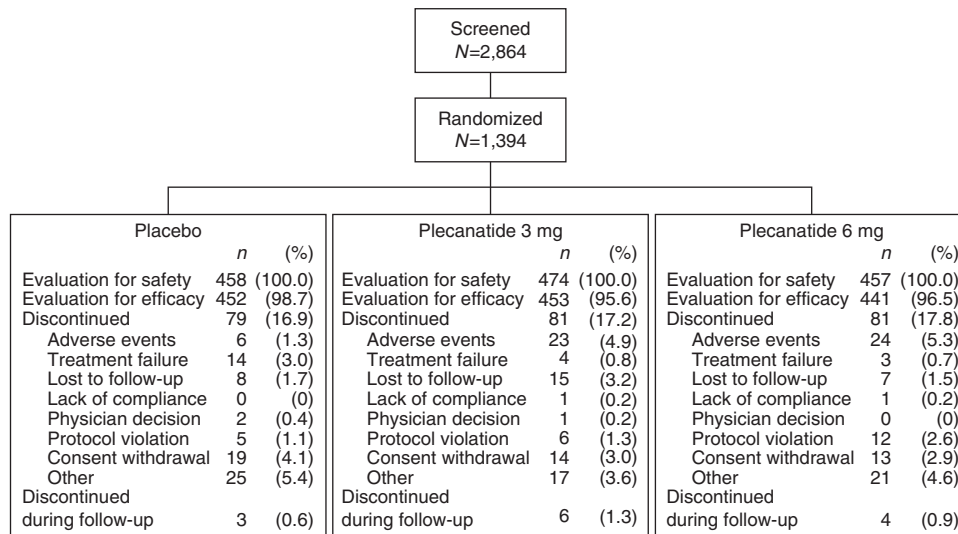 Screened
N=2,864
Randomized
N=1,394
Placebo
n (%)
Evaluation for safety 458 (100.0)
Evaluation for efficacy 452 (98.7)
Discontinued 79 (16.9)
Adverse events 6 (1.3)
Treatment failure 14 (3.0)
Lost to follow-up 8 (1.7)
Lack of compliance 0 (0)
Physician decision 2 (0.4)
Protocol violation 5 (1.1)
Consent withdrawal 19 (4.1)
Other 25 (5.4)
Discontinued
during follow-up 3 (0.6)
Plecanatide 3 mg
n (%)
Evaluation for safety 474 (100.0)
Evaluation for efficacy 453 (95.6)
Discontinued 81 (17.2)
Adverse events 23 (4.9)
Treatment failure 4 (0.8)
Lost to follow-up 15 (3.2)
Lack of compliance 1 (0.2)
Physician decision 1 (0.2)
Protocol violation 6 (1.3)
Consent withdrawal 14 (3.0)
Other 17 (3.6)
Discontinued
during follow-up 6 (1.3)
Plecanatide 6 mg
n (%)
Evaluation for safety 457 (100.0)
Evaluation for efficacy 441 (96.5)
Discontinued 81 (17.8)
Adverse events 24 (5.3)
Treatment failure 3 (0.7)
Lost to follow-up 7 (1.5)
Lack of compliance 1 (0.2)
Physician decision 0 (0)
Protocol violation 12 (2.6)
Consent withdrawal 13 (2.9)
Other 21 (4.6)
Discontinued
during follow-up 4 (0.9)